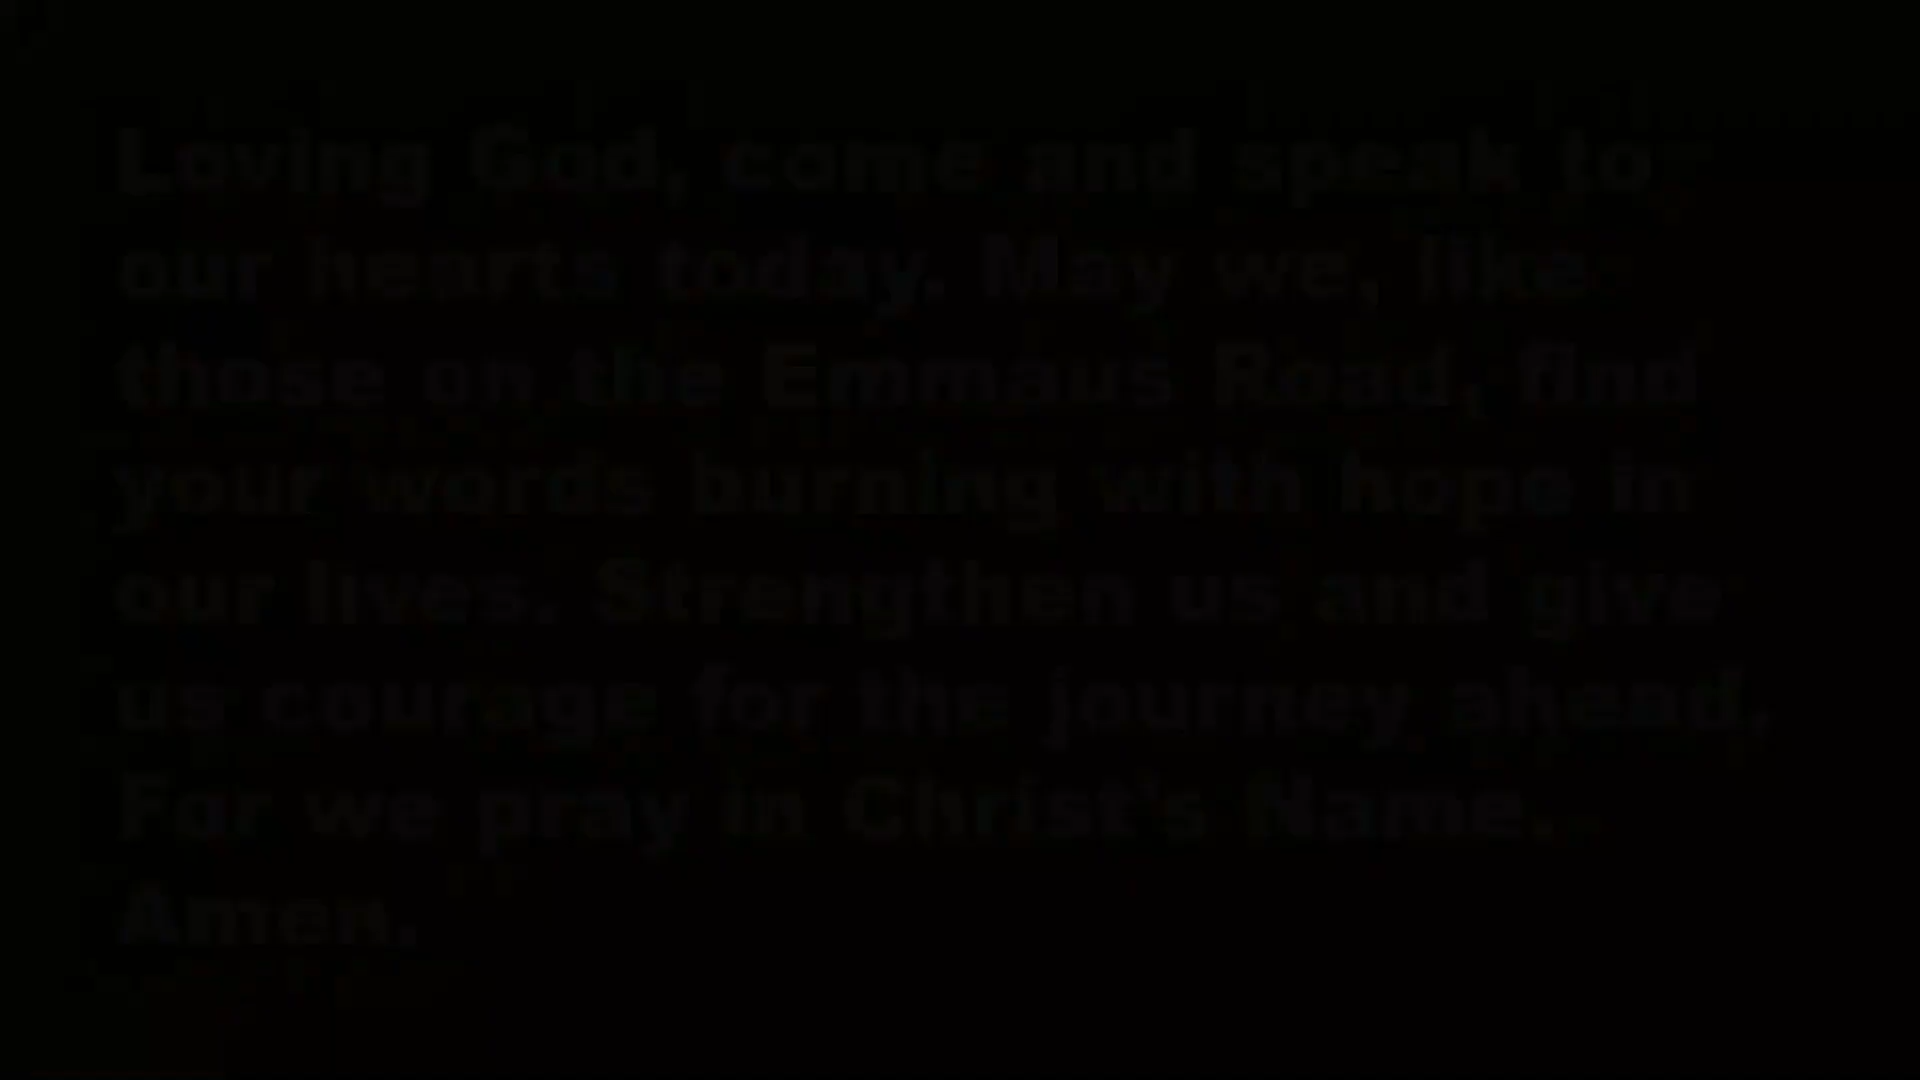 Loving God, come and speak to
our hearts today. May we, like
those on the Emmaus Road, find
your words burning with hope in
our lives. Strengthen us and give
us courage for the journey ahead,
For we pray in Christ's Name.
Amen.